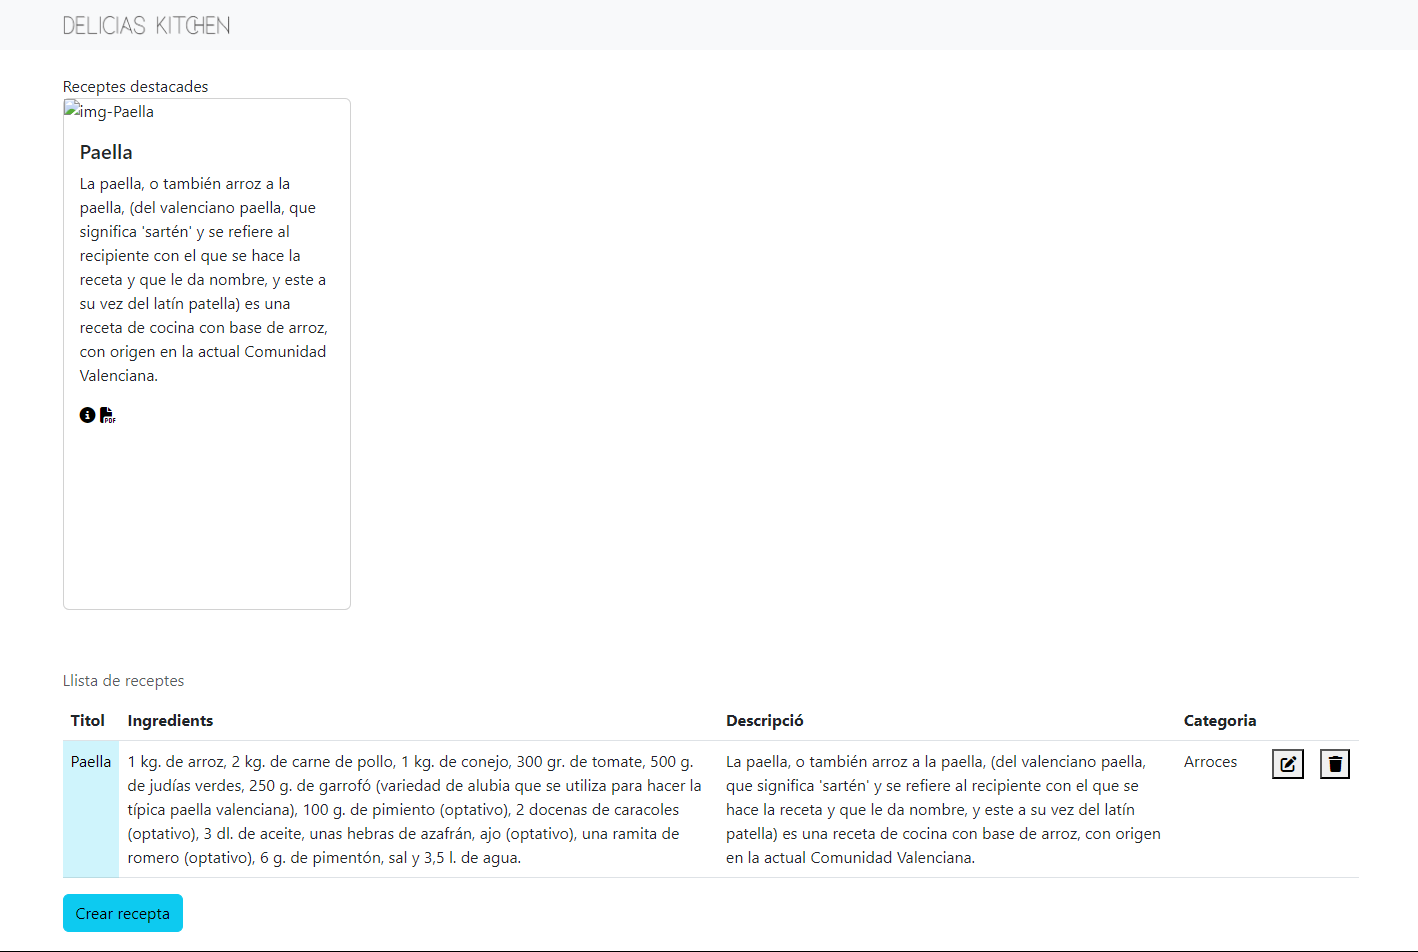 DELICIAS KITCHEN
Receptes destacades
img-Paella
Paella
La paella, o también arroz a la
paella, (del valenciano paella, que
significa 'sartén' y se refiere al
recipiente con el que se hace la
receta y que le da nombre, y este a
su vez del latín patella) es una
receta de cocina con base de arroz,
con origen en la actual Comunidad
Valenciana.
PDF
Llista de receptes
Titol Ingredients Descripció Categoria
Paella
1 kg. de arroz, 2 kg. de carne de pollo, 1 kg. de conejo, 300 gr. de tomate, 500 g.
de judías verdes, 250 g. de garrofó (variedad de alubia que se utiliza para hacer la
típica paella valenciana), 100 g. de pimiento (optativo), 2 docenas de caracoles
(optativo), 3 dl. de aceite, unas hebras de azafrán, ajo (optativo), una ramita de
romero (optativo), 6 g. de pimentón, sal y 3,5 l. de agua.
La paella, o también arroz a la paella, (del valenciano paella,
que significa 'sartén' y se refiere al recipiente con el que se
hace la receta y que le da nombre, y este a su vez del latín
patella) es una receta de cocina con base de arroz, con origen
en la actual Comunidad Valenciana.
Arroces
Crear recepta